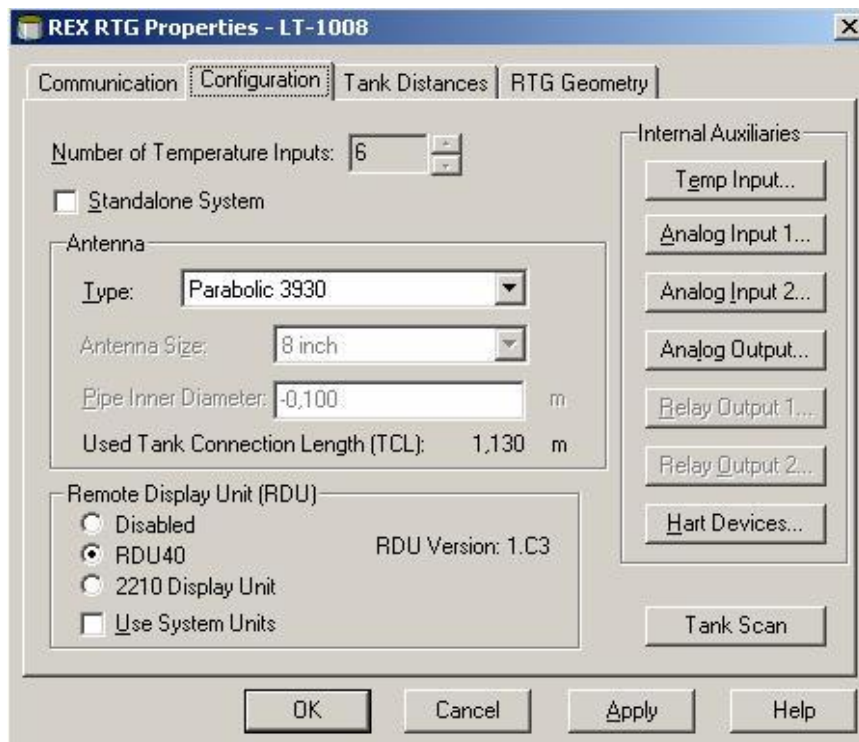 REX RTG Properties - LT-1008
Communication Configuration Tank Distances RTG Geometry
Number of Temperature Inputs: 6
Standalone System
Antenna
Type: Parabolic 3930
Antenna Size: 8 inch
Pipe Inner Diameter: -0,100 m
Used Tank Connection Length (TCL): 1,130 m
Remote Display Unit (RDU)
Disabled
RDU40
RDU Version: 1.C3
2210 Display Unit
Use System Units
Internal Auxiliaries
Temp Input...
Analog Input 1...
Analog Input 2...
Analog Output...
Relay Output 1...
Relay Output 2...
Hart Devices...
Tank Scan
OK Cancel Apply Help